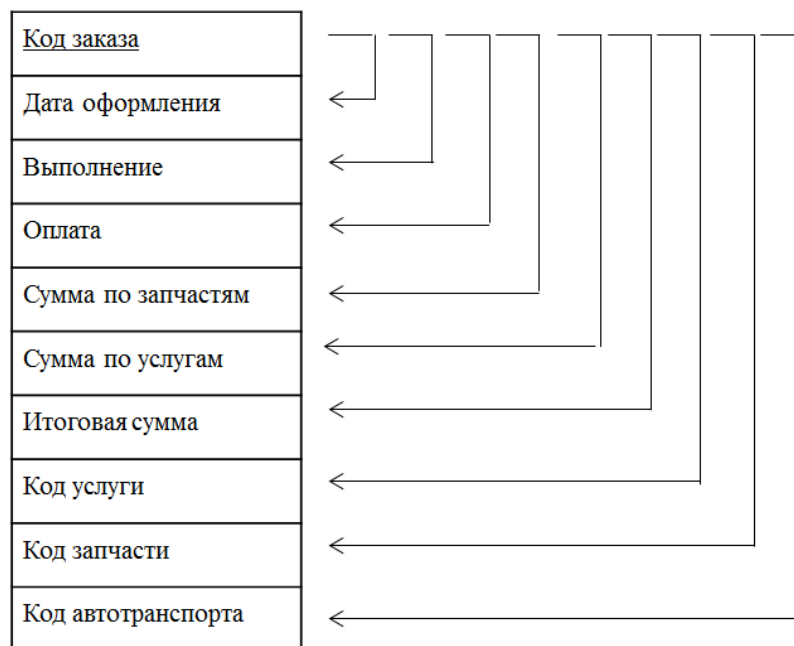 Код заказа
Дата оформления
Выполнение
Оплата
Сумма по запчастям
Сумма по услугам
Итоговая сумма
Код услуги
Код запчасти
Код автотранспорта